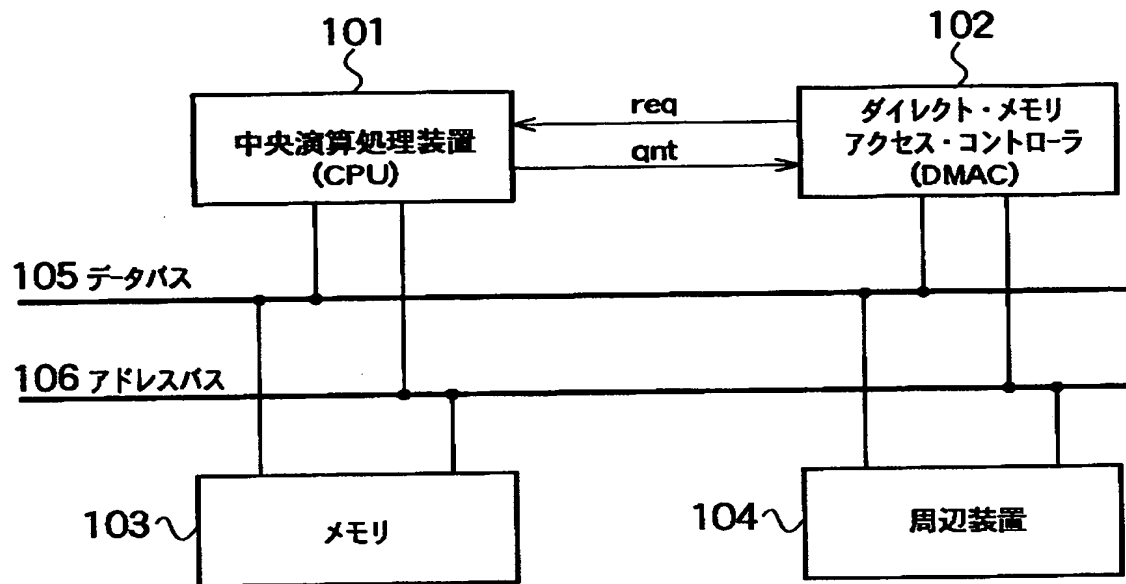 101
102
中央演算処理装置
(CPU)
req
qnt
ダイレクト・メモリ
アクセス・コントローラ
(DMAC)
105 データバス
106 アドレスバス
103
メモリ
104
周辺装置